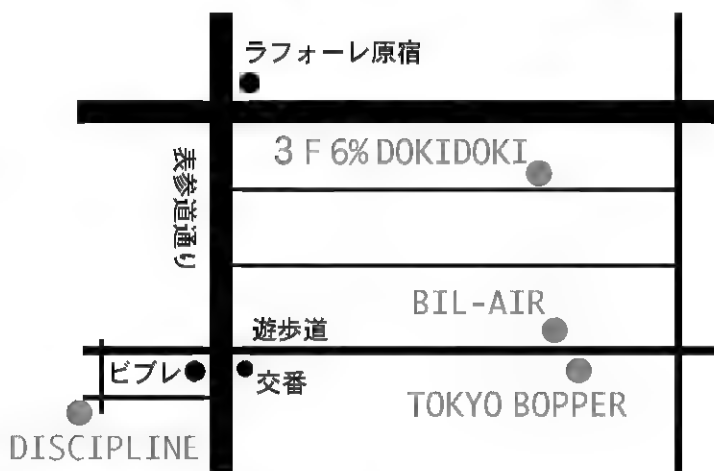 ラフォーレ原宿
3 F 6% DOKIDOKI
表参道通り
BIL-AIR
遊歩道
ビブレ
交番
TOKYO BOPPER
DISCIPLINE